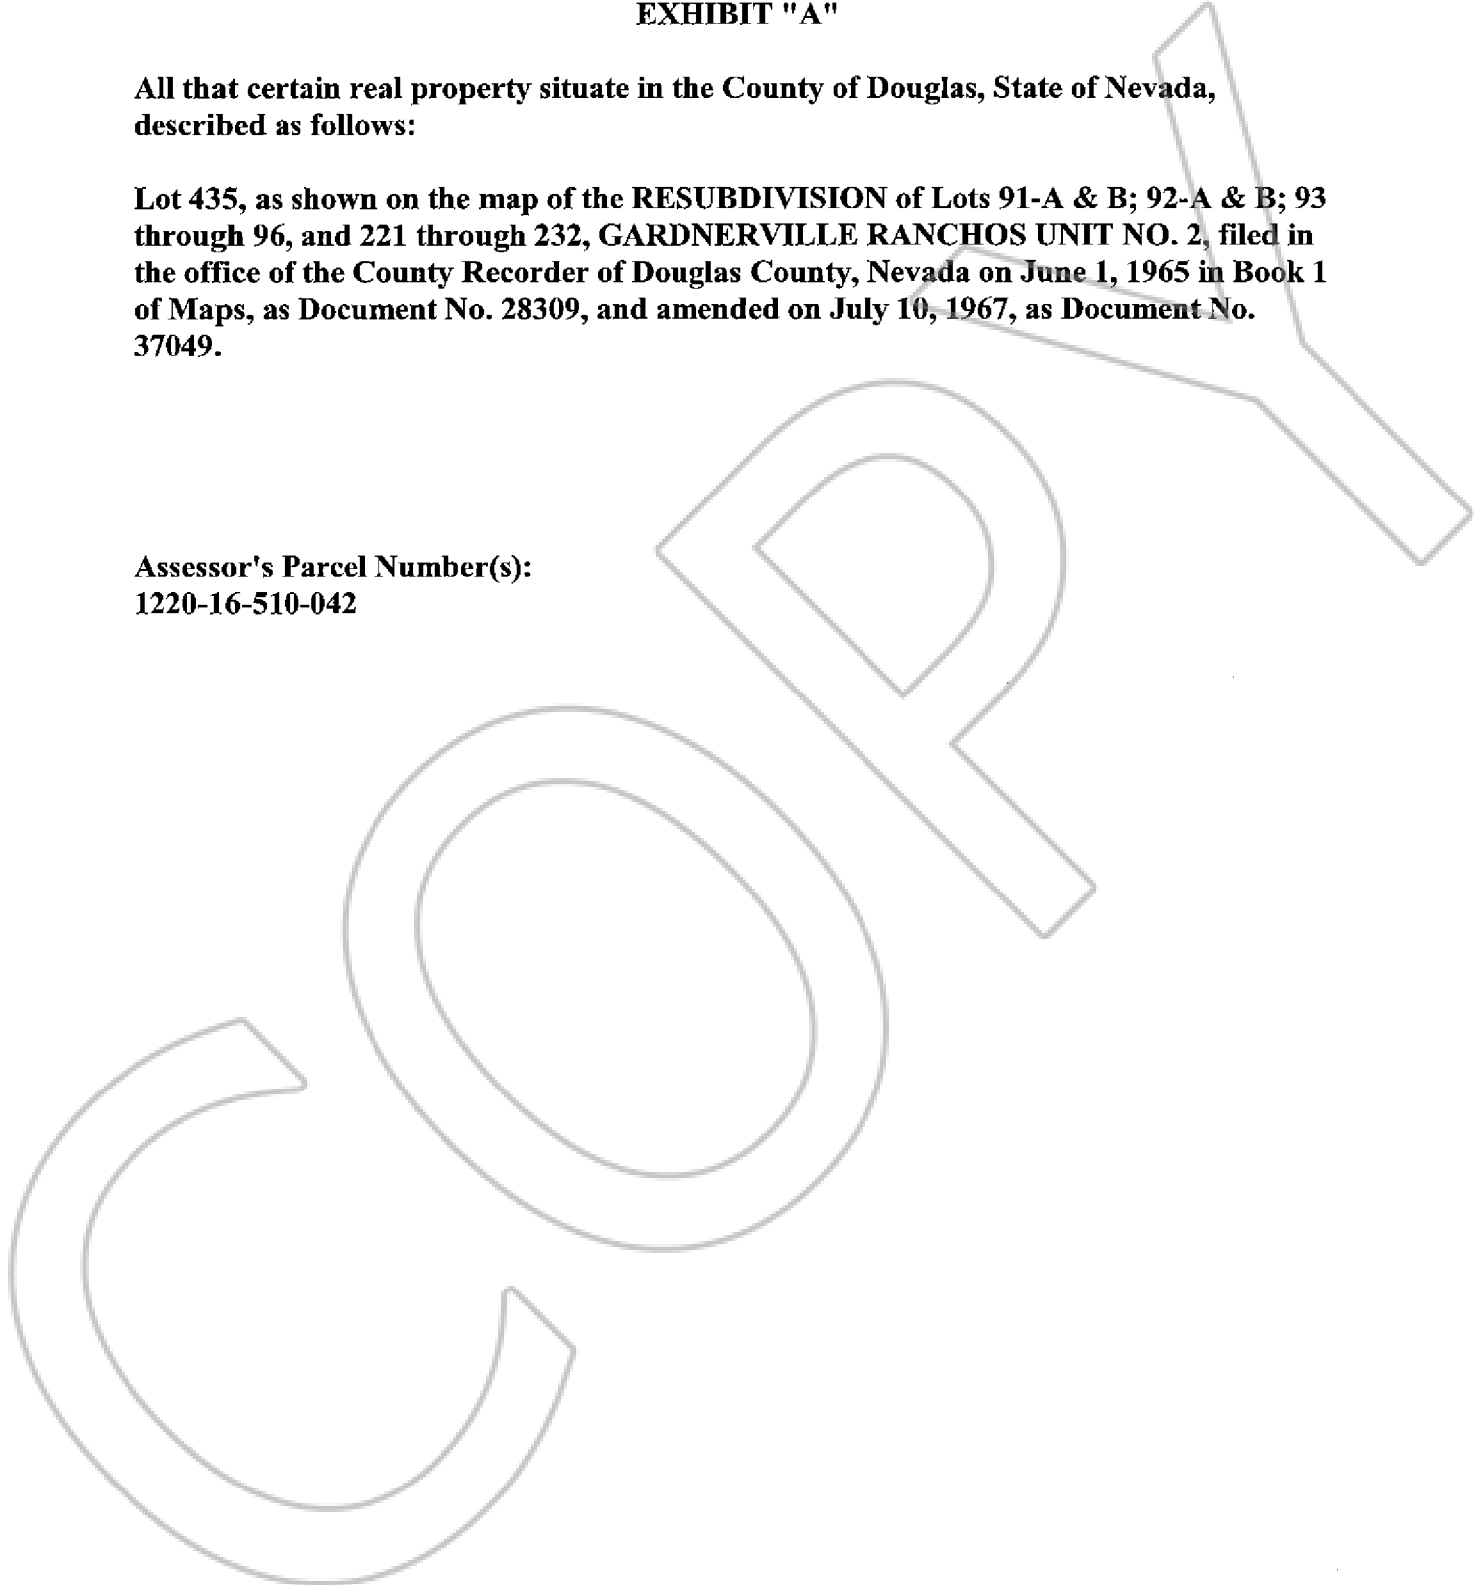 EXHIBIT "A"
All that certain real property situate in the County of Douglas, State of Nevada,
described as follows:
Lot 435, as shown on the map of the RESUBDIVISION of Lots 91-A & B; 92-A & B; 93
through 96, and 221 through 232, GARDNERVILLE RANCHOS UNIT NO. 2, filed in
the office of the County Recorder of Douglas County, Nevada on June 1, 1965 in Book 1
of Maps, as Document No. 28309, and amended on July 10, 1967, as Document No.
37049.
Assessor's Parcel Number(s):
1220-16-510-042
COPY